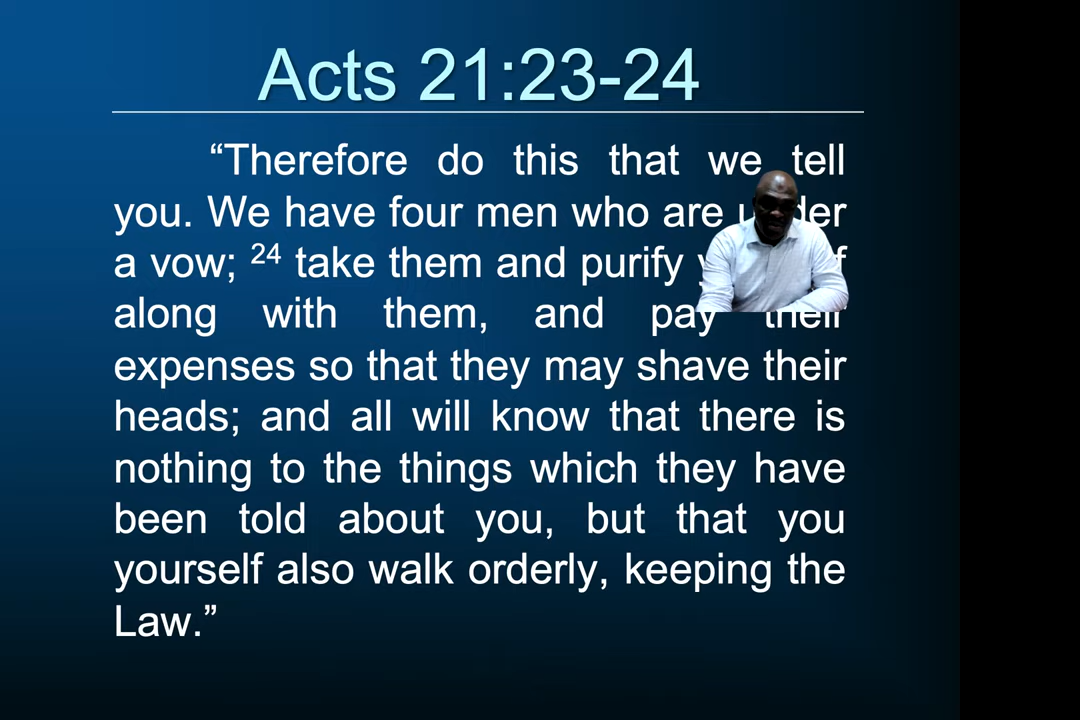 Acts 21:23-24
“Therefore do this that we tell
you. We have four men who are
a vow; 24 take them and purify
along with them, and pay their
expenses so that they may shave their
heads; and all will know that there is
nothing to the things which they have
been told about you, but that you
yourself also walk orderly, keeping the
Law.”